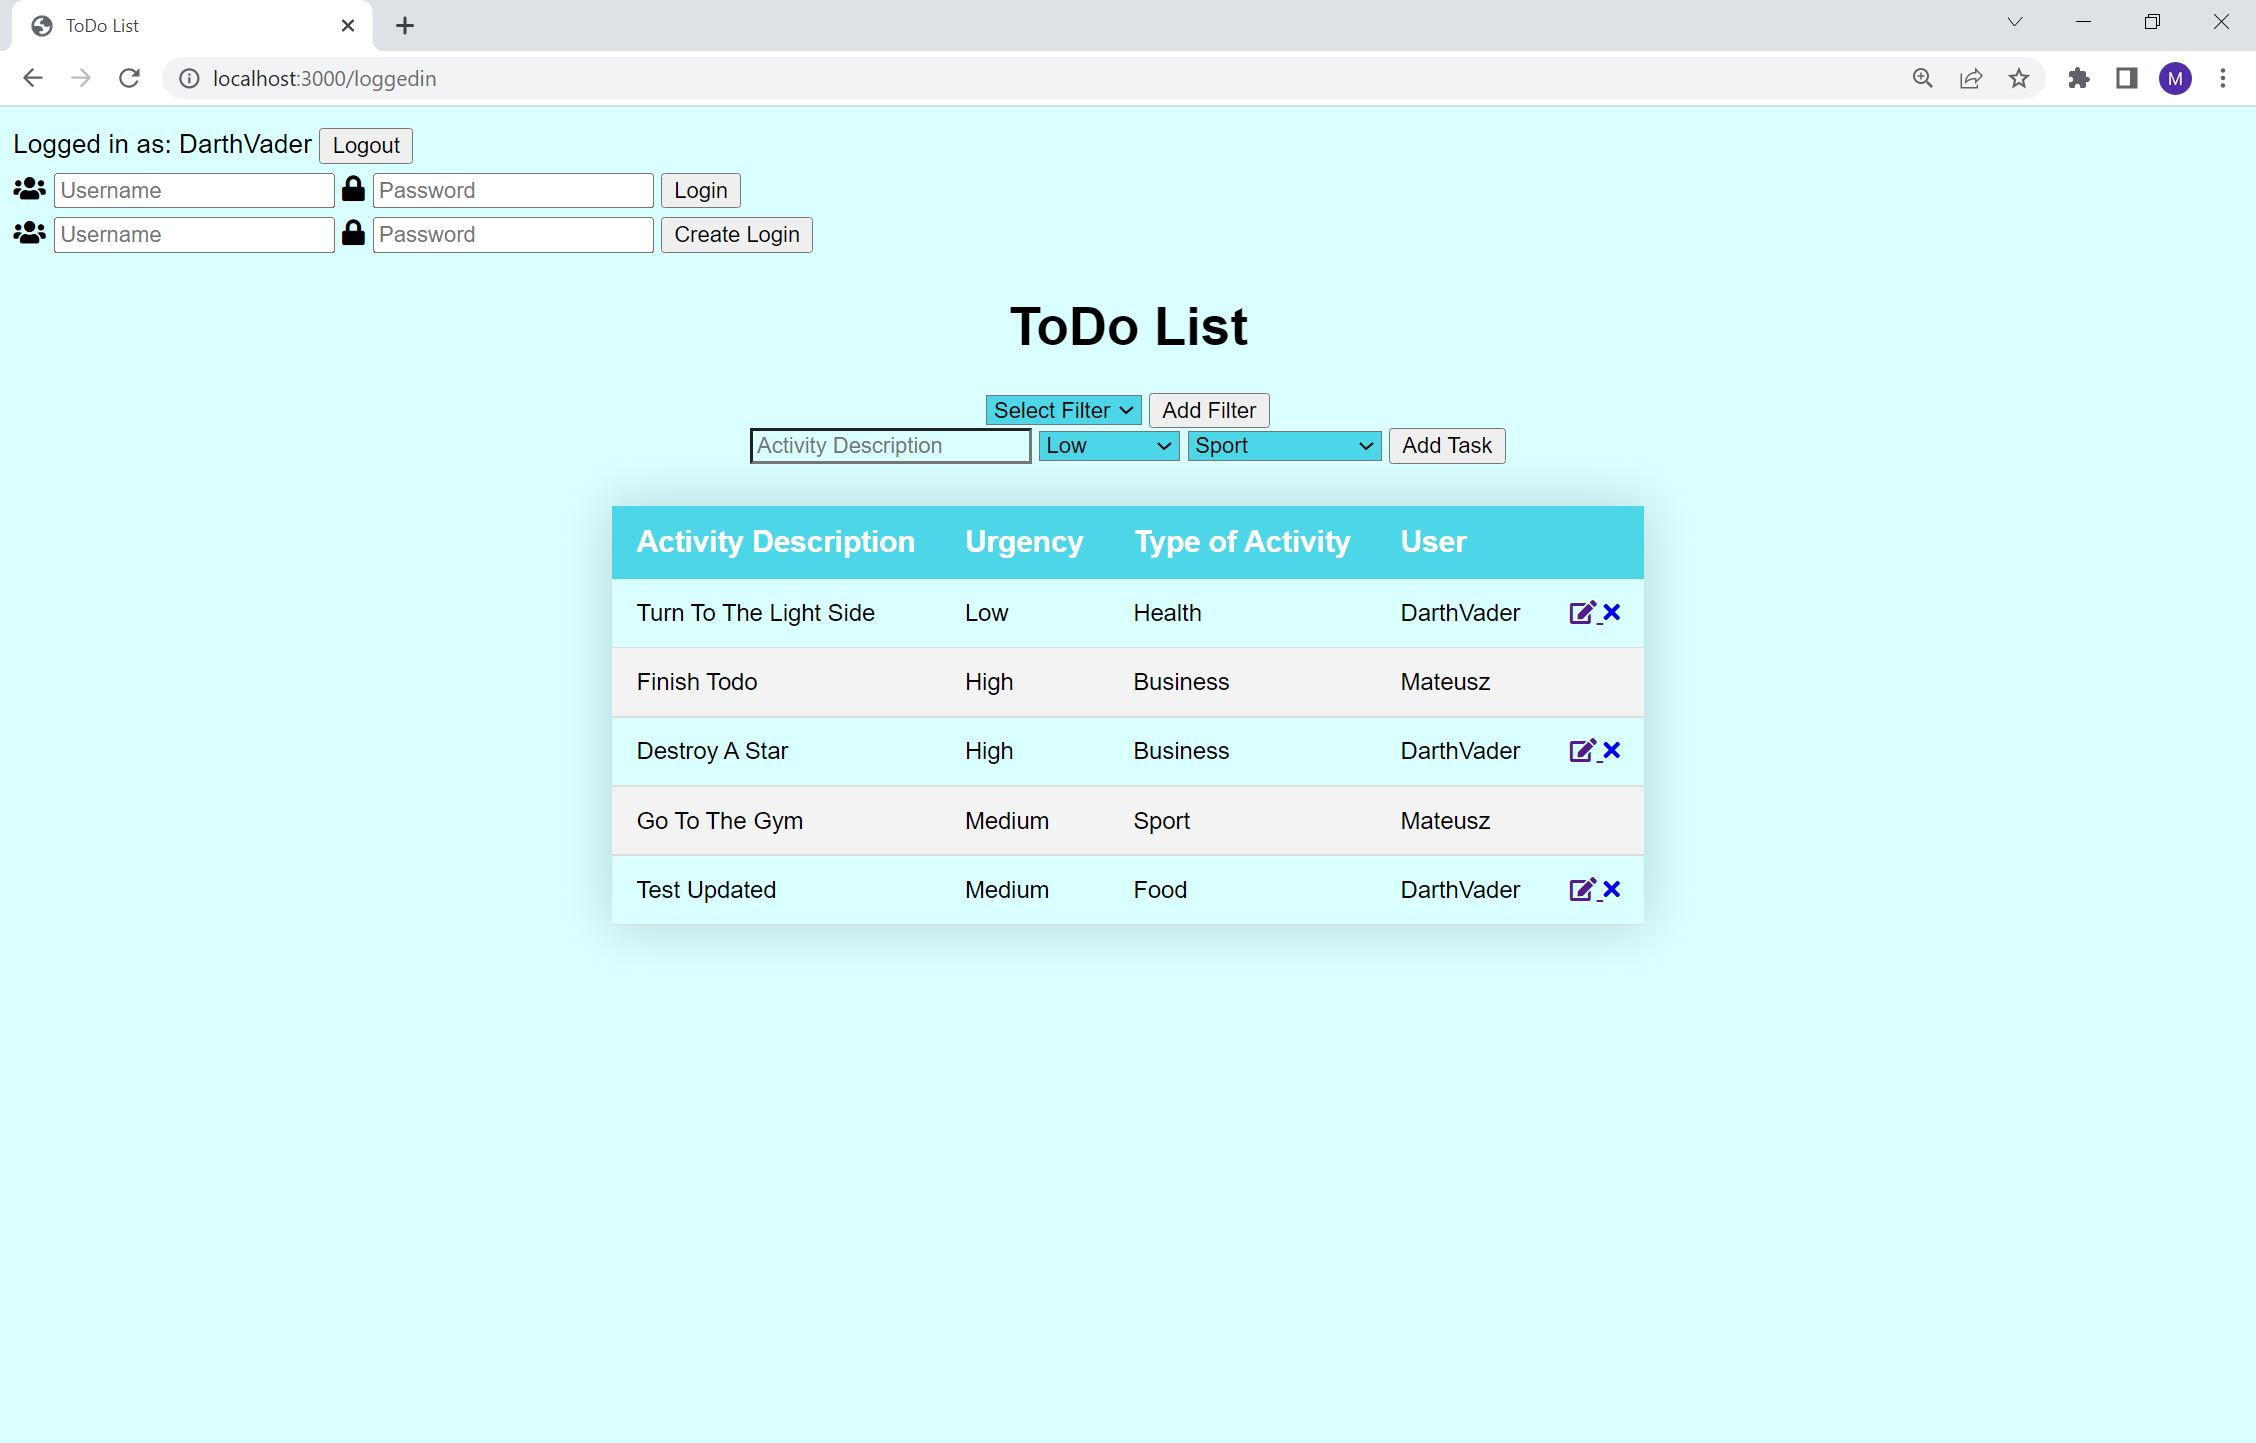 ToDo List
localhost:3000/loggedin
M
Logged in as: DarthVader Logout
Username Password Login
Username Password Create Login
ToDo List
Select Filter Add Filter
Activity Description Low Sport Add Task
Activity Description Urgency Type of Activity User
Turn To The Light Side Low Health DarthVader
Finish Todo High Business Mateusz
Destroy A Star High Business DarthVader
Go To The Gym Medium Sport Mateusz
Test Updated Medium Food DarthVader